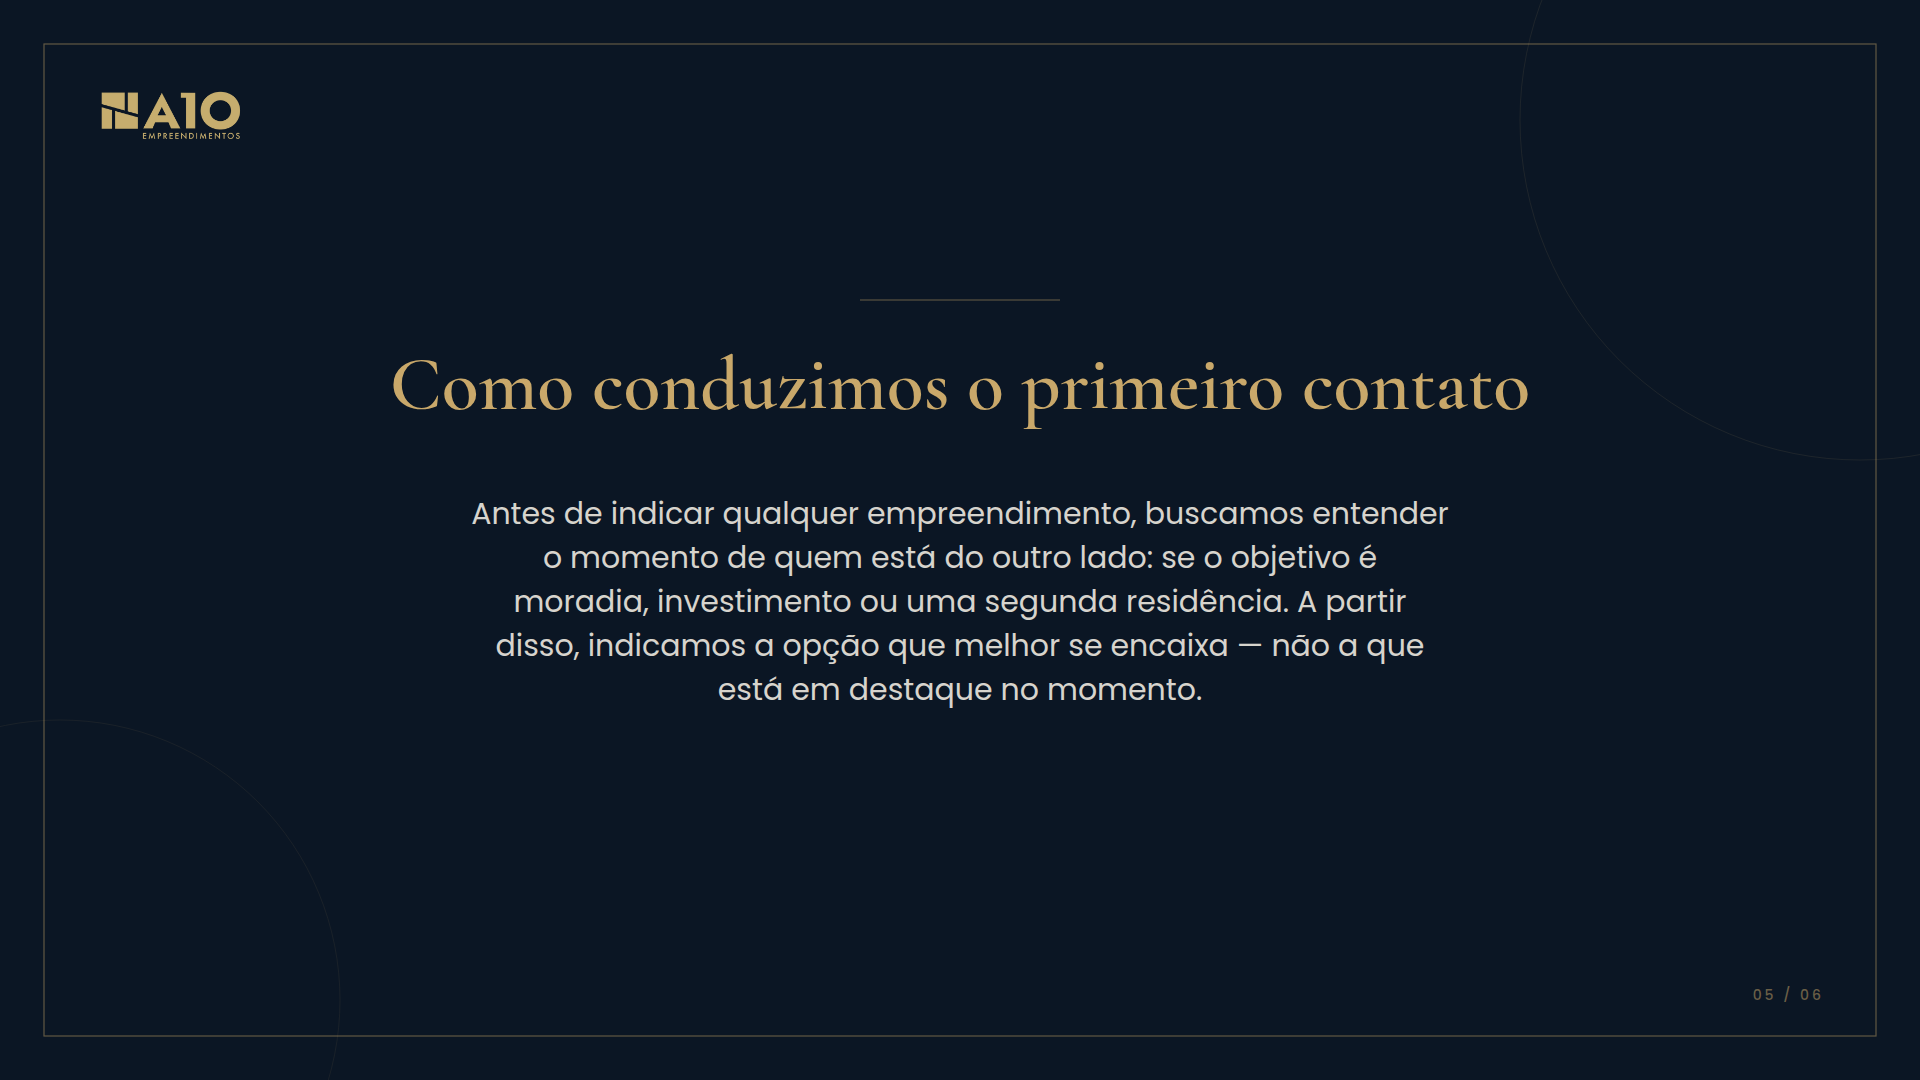 A10
EMPREENDIMENTOS
Como conduzimos o primeiro contato
Antes de indicar qualquer empreendimento, buscamos entender
o momento de quem está do outro lado: se o objetivo é
moradia, investimento ou uma segunda residência. A partir
disso, indicamos a opção que melhor se encaixa — não a que
está em destaque no momento.
05 / 06